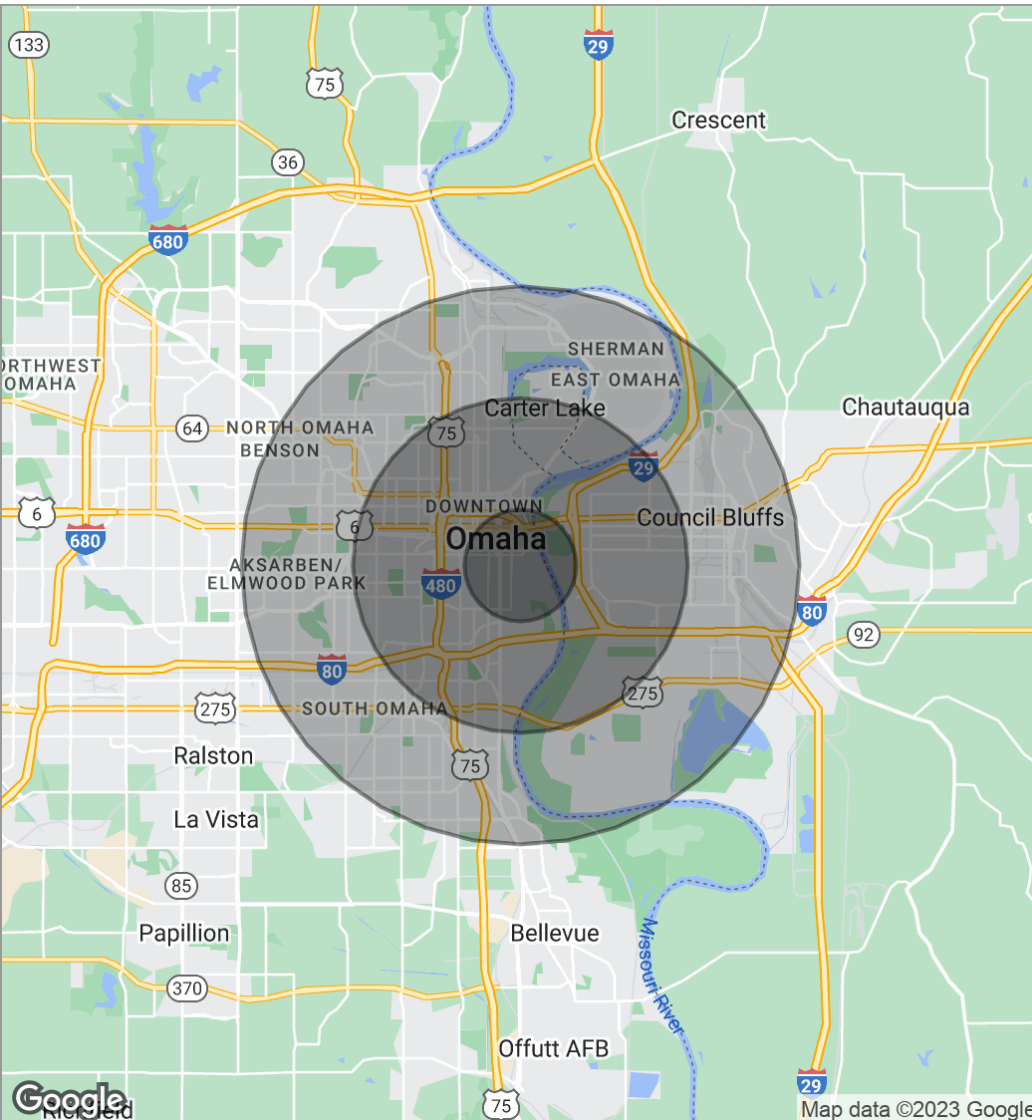 133
29
75
Crescent
36
680
SHERMAN
ORTHWEST
OMAHA
EAST OMAHA
Carter Lake
Chautauqua
64
NORTH OMAHA
BENSON
75
29
6
DOWNTOWN
6
Council Bluffs
680
Omaha
AKSARBEN/
ELMWOOD PARK
480
80
92
80
275
275
SOUTH OMAHA
Ralston
75
La Vista
85
Papillion
Bellevue
Missouri River
370
Offutt AFB
29
Google
Richfield
75
Map data ©2023 Google